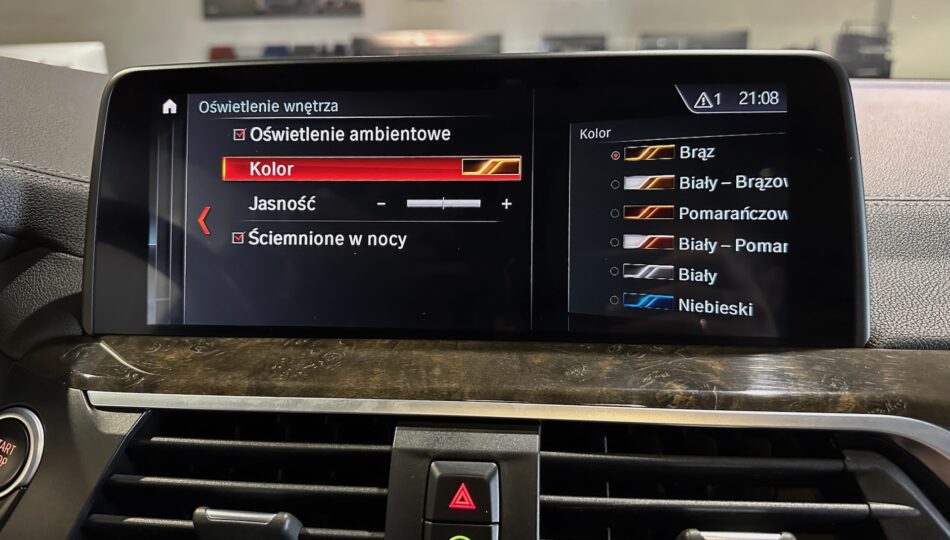 1 21:08
Oświetlenie wnętrza
Oświetlenie ambientowe
Kolor
Jasność - +
Ściemnione w nocy
Kolor
Brąz
Biały – Brązow
Pomarańczow
Biały – Pomar
Biały
Niebieski